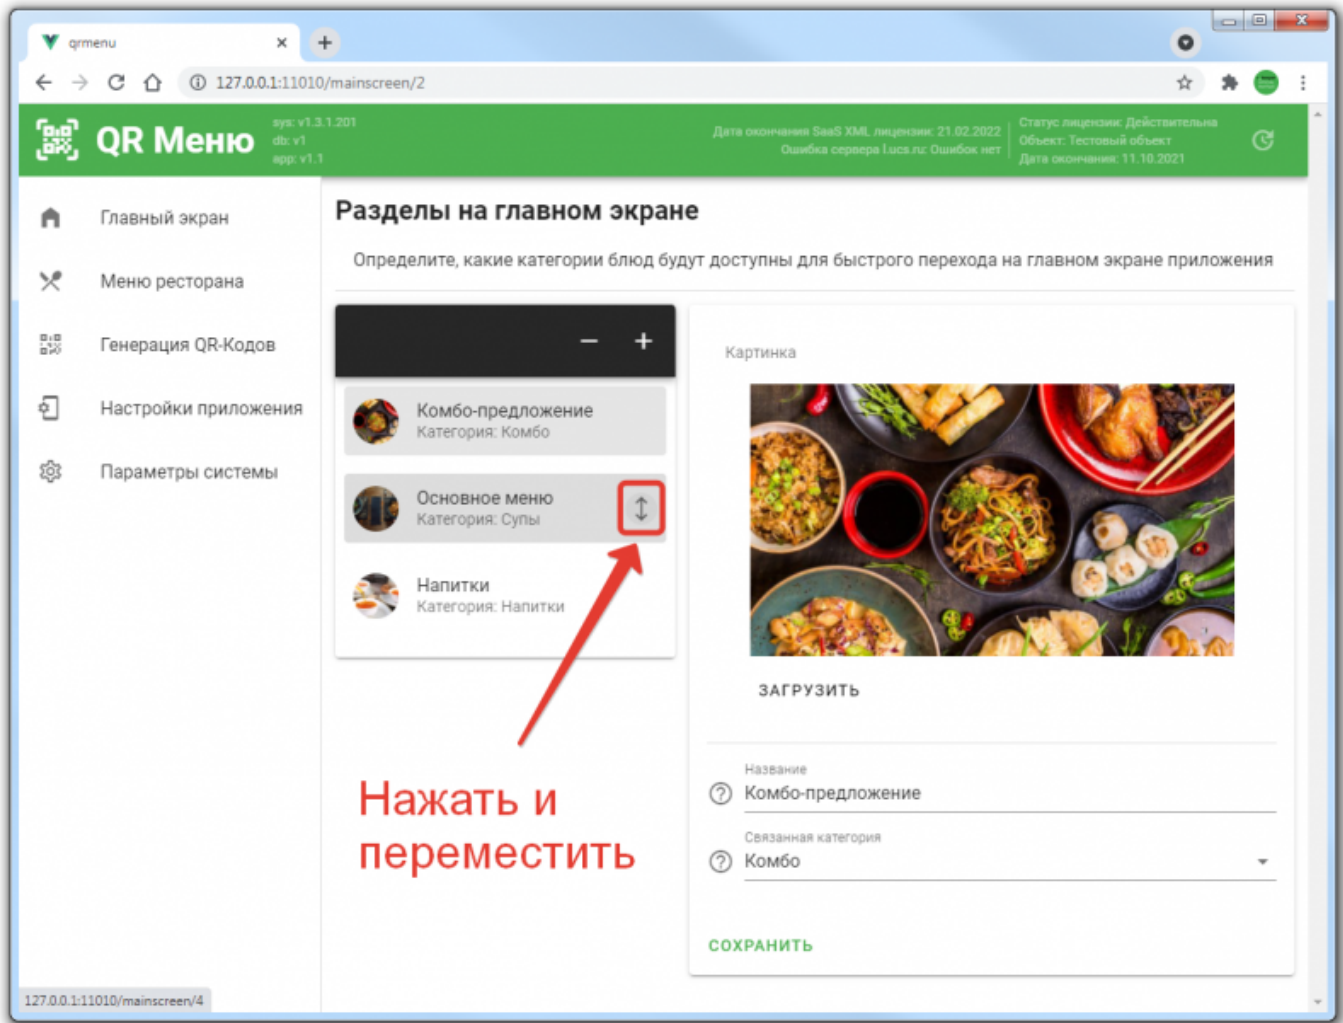 qrmenu
127.0.0.1:11010/mainscreen/2
QR Меню
sys: v1.3.1.201
db: v1
app: v1.1
Дата окончания SaaS XML лицензии: 21.02.2022
Ошибка сервера l.ucs.ru: Ошибок нет
Статус лицензии: Действительна
Объект: Тестовый объект
Дата окончания: 11.10.2021
Главный экран
Меню ресторана
Генерация QR-Кодов
Настройки приложения
Параметры системы
Разделы на главном экране
Определите, какие категории блюд будут доступны для быстрого перехода на главном экране приложения
Комбо-предложение
Категория: Комбо
Основное меню
Категория: Супы
Напитки
Категория: Напитки
Нажать и
переместить
Картинка
ЗАГРУЗИТЬ
Название
Комбо-предложение
Связанная категория
Комбо
СОХРАНИТЬ
127.0.0.1:11010/mainscreen/4